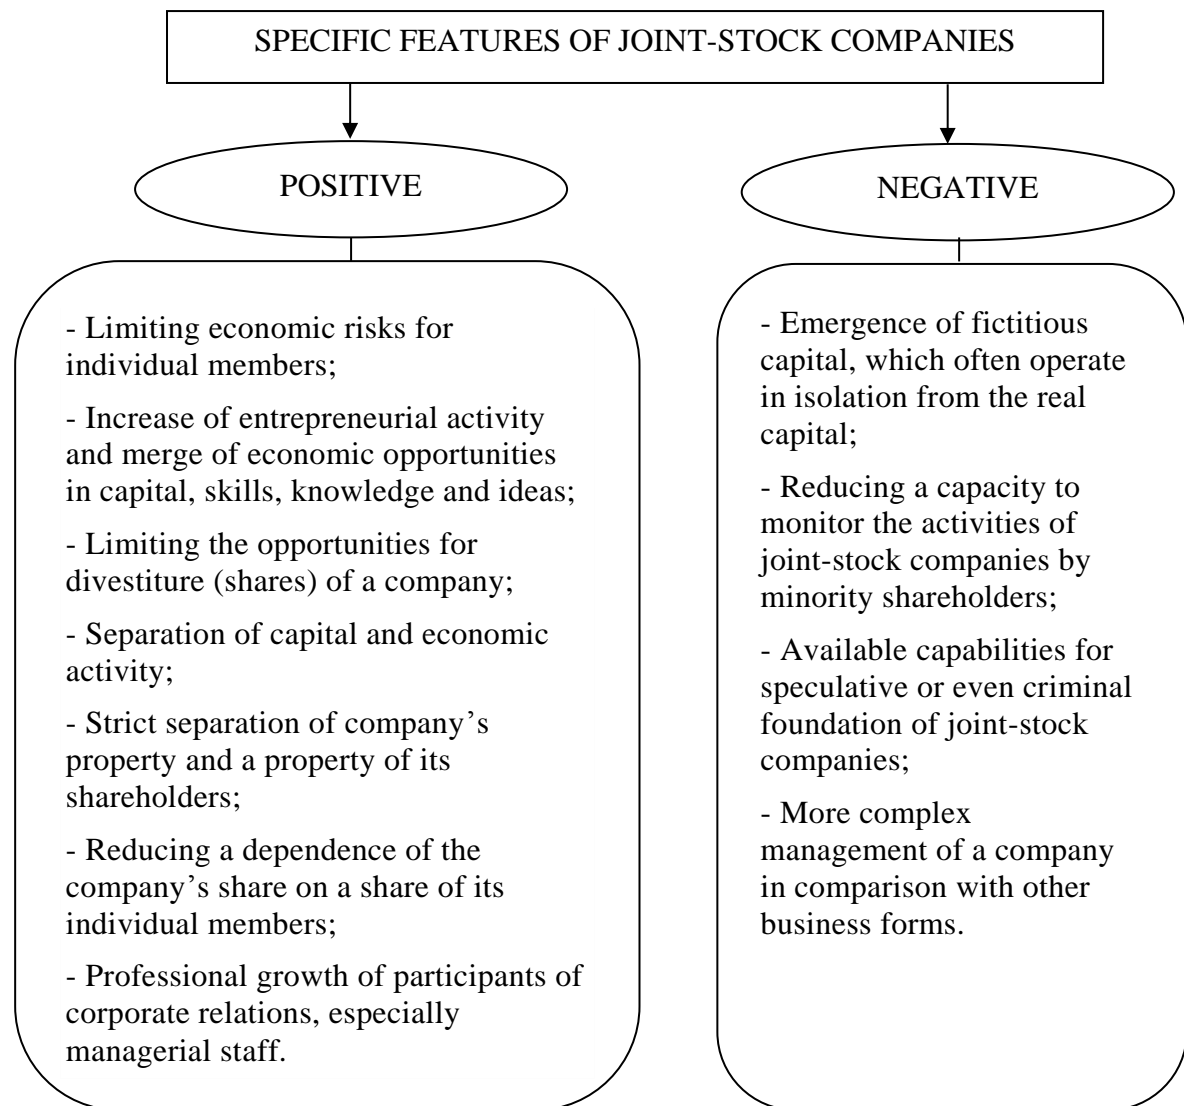 SPECIFIC FEATURES OF JOINT-STOCK COMPANIES
POSITIVE
- Limiting economic risks for
individual members;
- Increase of entrepreneurial activity
and merge of economic opportunities
in capital, skills, knowledge and ideas;
- Limiting the opportunities for
divestiture (shares) of a company;
- Separation of capital and economic
activity;
- Strict separation of company’s
property and a property of its
shareholders;
- Reducing a dependence of the
company’s share on a share of its
individual members;
- Professional growth of participants of
corporate relations, especially
managerial staff.
NEGATIVE
- Emergence of fictitious
capital, which often operate
in isolation from the real
capital;
- Reducing a capacity to
monitor the activities of
joint-stock companies by
minority shareholders;
- Available capabilities for
speculative or even criminal
foundation of joint-stock
companies;
- More complex
management of a company
in comparison with other
business forms.